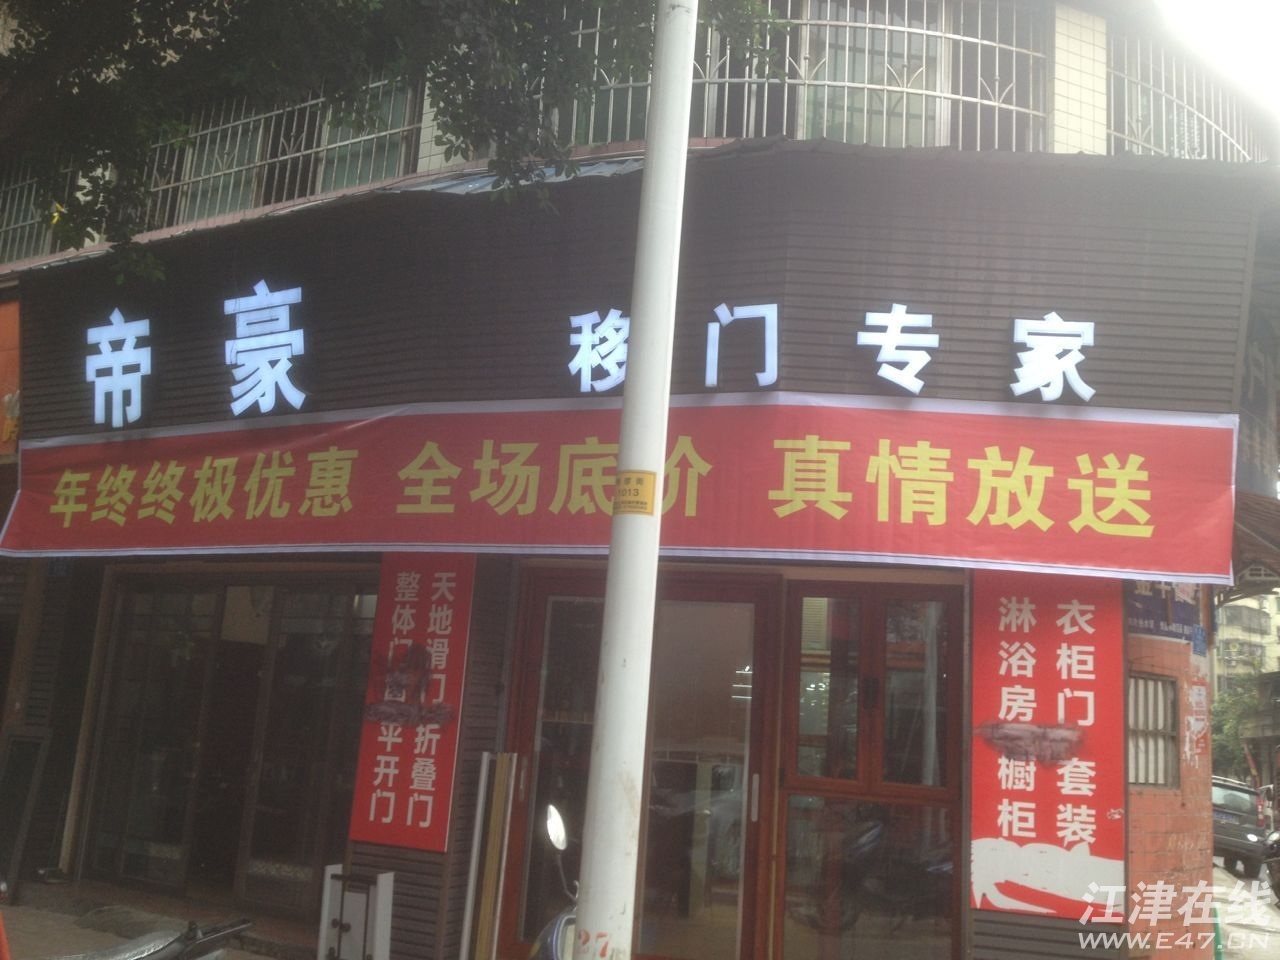 帝豪 移门专家
年终终极优惠 全场底价 真情放送
1013
天地滑门 折叠门
整体门 平开门
衣柜门 套装
淋浴房 橱柜
27
江津在线
WWW.E47.CN